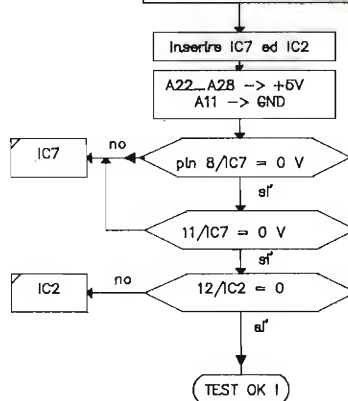 Inserire IC7 ed IC2
A22...A28 -> +5V
A11 -> GND
IC7
no
pin 8/IC7 = 0 V
si'
11/IC7 = 0 V
si'
IC2
no
12/IC2 = 0
si'
TEST OK !